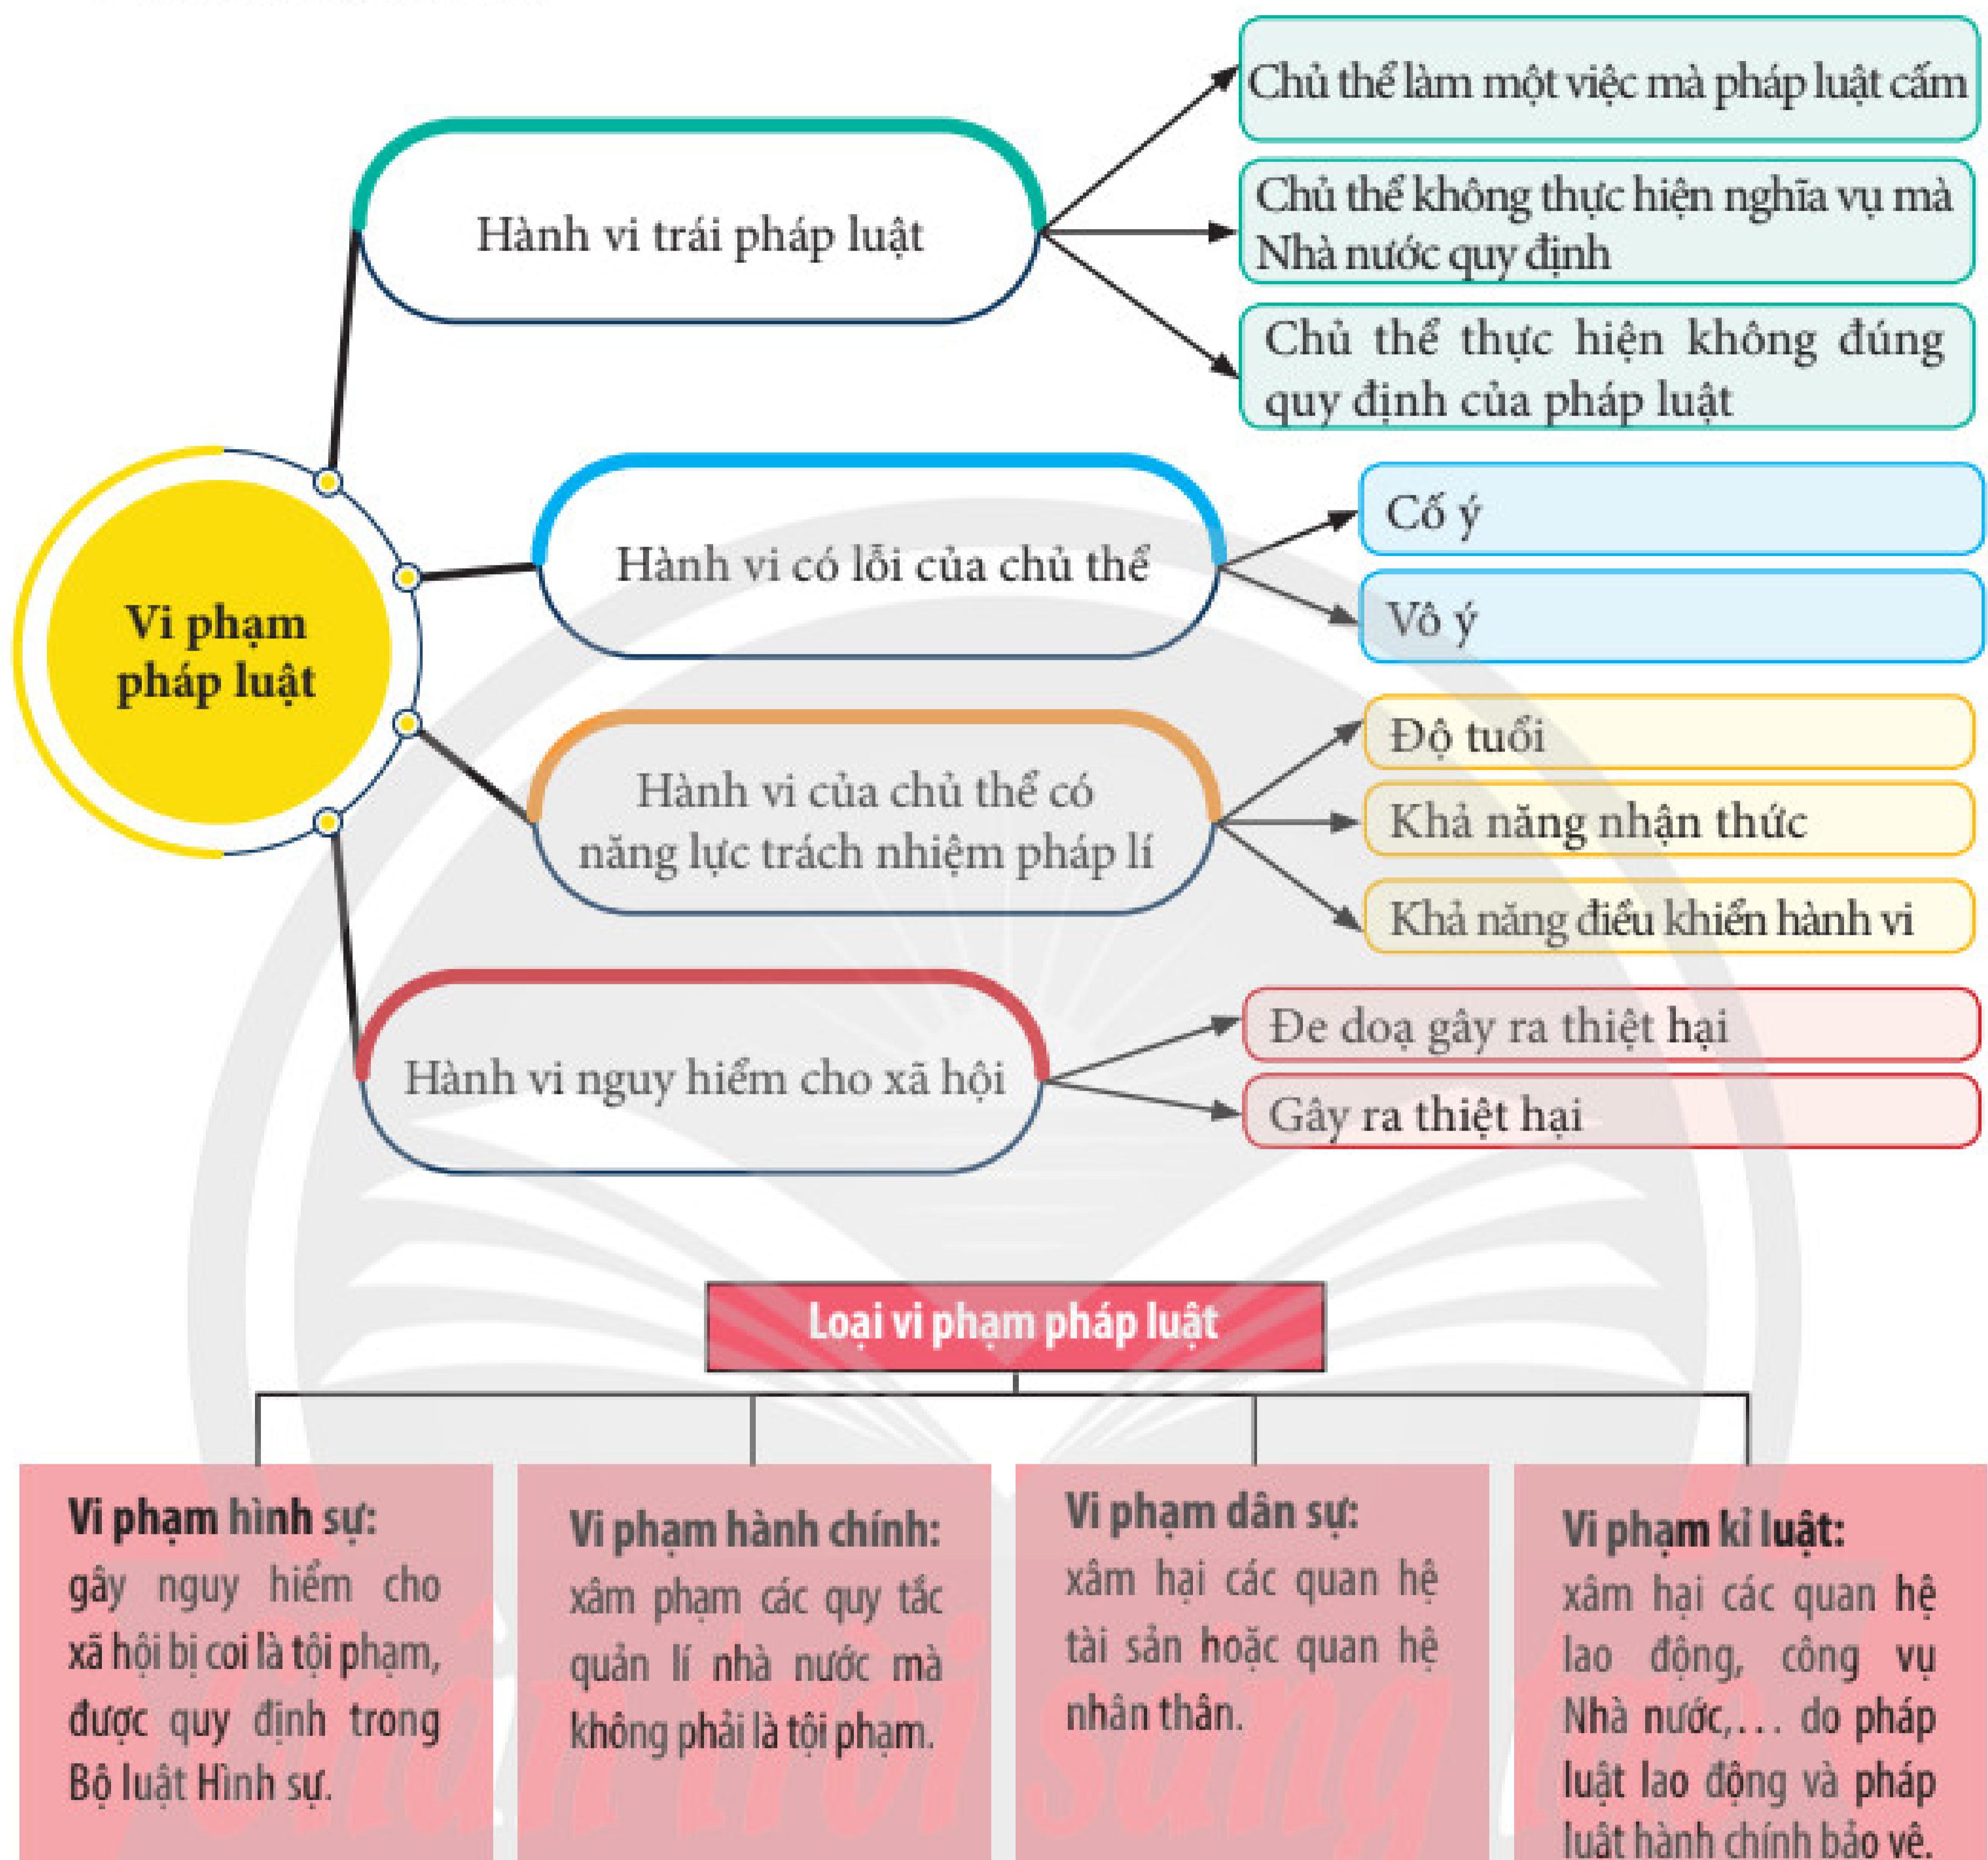 Chủ thể làm một việc mà pháp luật cấm
Hành vi trái pháp luật
Chủ thể không thực hiện nghĩa vụ mà
Nhà nước quy định
Chủ thể thực hiện không đúng
quy định của pháp luật
Vi phạm
pháp luật
Hành vi có lỗi của chủ thể
Cố ý
Vô ý
Hành vi của chủ thể có
năng lực trách nhiệm pháp lí
Độ tuổi
Khả năng nhận thức
Khả năng điều khiển hành vi
Hành vi nguy hiểm cho xã hội
Đe doạ gây ra thiệt hại
Gây ra thiệt hại
Loại vi phạm pháp luật
Vi phạm hình sự:
gây nguy hiểm cho
xã hội bị coi là tội phạm,
được quy định trong
Bộ luật Hình sự.
Vi phạm hành chính:
xâm phạm các quy tắc
quản lí nhà nước mà
không phải là tội phạm.
Vi phạm dân sự:
xâm hại các quan hệ
tài sản hoặc quan hệ
nhân thân.
Vi phạm kỉ luật:
xâm hại các quan hệ
lao động, công vụ
Nhà nước,... do pháp
luật lao động và pháp
luật hành chính bảo vệ.